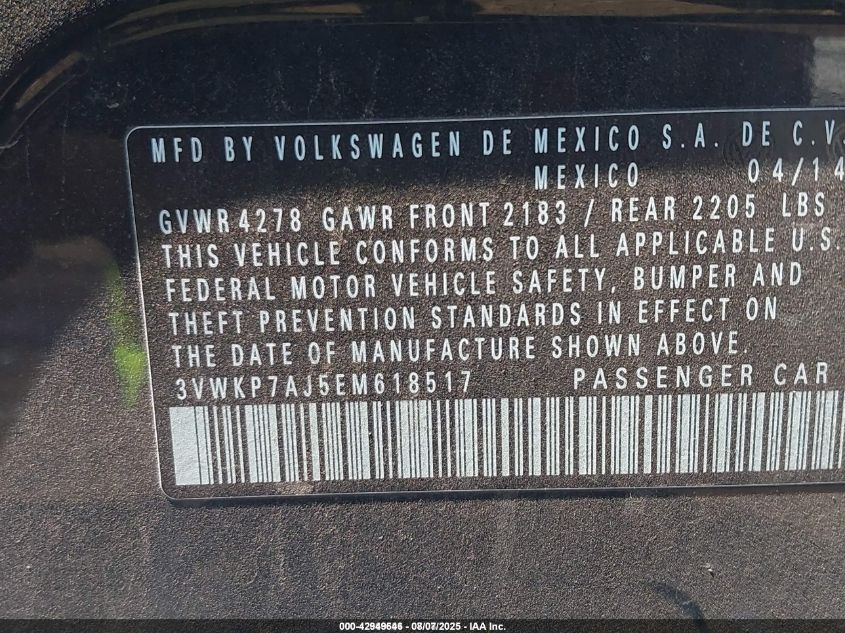 MFD BY VOLKSWAGEN DE MEXICO S.A. DE C.V.
MEXICO 04/14
GVWR 4278 GAWR FRONT 2183 / REAR 2205 LBS
THIS VEHICLE CONFORMS TO ALL APPLICABLE U.S.
FEDERAL MOTOR VEHICLE SAFETY, BUMPER AND
THEFT PREVENTION STANDARDS IN EFFECT ON
THE DATE OF MANUFACTURE SHOWN ABOVE.
3VWKP7AJ5EM618517 PASSENGER CAR
000-42949646 - 08/07/2025 - IAA Inc.